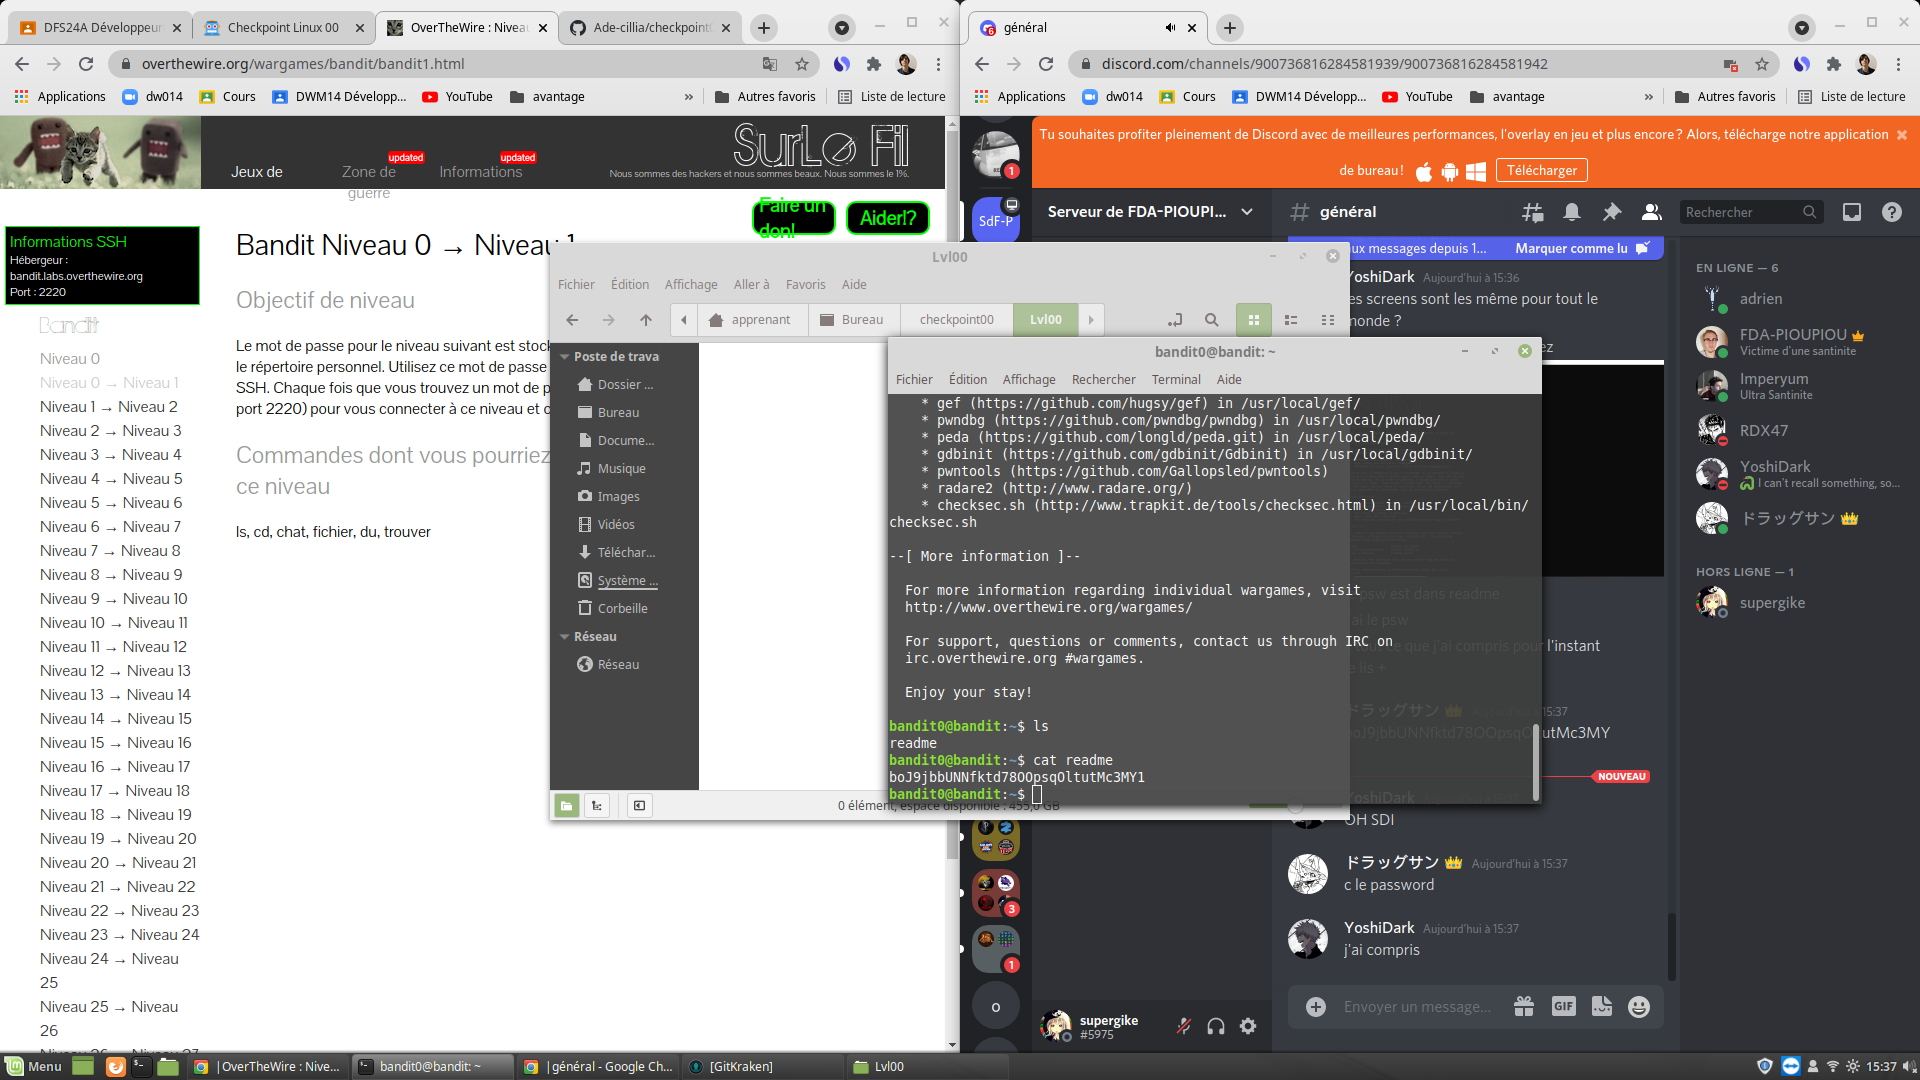 DFS24A Développeur
Checkpoint Linux 00
OverTheWire : Niveau
Ade-cillia/checkpoint
overthewire.org/wargames/bandit/bandit1.html
Applications
dw014
Cours
DWM14 Développ...
YouTube
avantage
»
Autres favoris
Liste de lecture
Jeux de
updated
Zone de
guerre
updated
Informations
SurLe Fil
Nous sommes des hackers et nous sommes beaux. Nous sommes le 1%.
Faire un
don!
Aider!?
Informations SSH
Hébergeur :
bandit.labs.overthewire.org
Port : 2220
Bandit
Niveau 0
Niveau 0 → Niveau 1
Niveau 1 → Niveau 2
Niveau 2 → Niveau 3
Niveau 3 → Niveau 4
Niveau 4 → Niveau 5
Niveau 5 → Niveau 6
Niveau 6 → Niveau 7
Niveau 7 → Niveau 8
Niveau 8 → Niveau 9
Niveau 9 → Niveau 10
Niveau 10 → Niveau 11
Niveau 11 → Niveau 12
Niveau 12 → Niveau 13
Niveau 13 → Niveau 14
Niveau 14 → Niveau 15
Niveau 15 → Niveau 16
Niveau 16 → Niveau 17
Niveau 17 → Niveau 18
Niveau 18 → Niveau 19
Niveau 19 → Niveau 20
Niveau 20 → Niveau 21
Niveau 21 → Niveau 22
Niveau 22 → Niveau 23
Niveau 23 → Niveau 24
Niveau 24 → Niveau
25
Niveau 25 → Niveau
26
Bandit Niveau 0 → Niveau 1
Objectif de niveau
Le mot de passe pour le niveau suivant est stock
le répertoire personnel. Utilisez ce mot de passe
SSH. Chaque fois que vous trouvez un mot de p
port 2220) pour vous connecter à ce niveau et c
Commandes dont vous pourriez
ce niveau
ls, cd, chat, fichier, du, trouver
Lvl00
Fichier Édition Affichage Aller à Favoris Aide
apprenant
Bureau
checkpoint00
Lvl00
Poste de trava
Dossier ...
Bureau
Docume...
Musique
Images
Vidéos
Téléchar...
Système ...
Corbeille
Réseau
Réseau
0 élément, espace disponible : 455,0 GB
bandit0@bandit: ~
Fichier Édition Affichage Rechercher Terminal Aide
* gef (https://github.com/hugsy/gef) in /usr/local/gef/
* pwndbg (https://github.com/pwndbg/pwndbg) in /usr/local/pwndbg/
* peda (https://github.com/longld/peda.git) in /usr/local/peda/
* gdbinit (https://github.com/gdbinit/Gdbinit) in /usr/local/gdbinit/
* pwntools (https://github.com/Gallopsled/pwntools)
* radare2 (http://www.radare.org/)
* checksec.sh (http://www.trapkit.de/tools/checksec.html) in /usr/local/bin/
checksec.sh
--[ More information ]--
For more information regarding individual wargames, visit
http://www.overthewire.org/wargames/
For support, questions or comments, contact us through IRC on
irc.overthewire.org #wargames.
Enjoy your stay!
bandit0@bandit:~$ ls
readme
bandit0@bandit:~$ cat readme
boJ9jbbUNNfktd78OOpsqOltutMc3MY1
bandit0@bandit:~$
général
discord.com/channels/900736816284581939/900736816284581942
Applications
dw014
Cours
DWM14 Développ...
YouTube
avantage
»
Autres favoris
Liste de lecture
Tu souhaites profiter pleinement de Discord avec de meilleures performances, l'overlay en jeu et plus encore ? Alors, télécharge notre application
de bureau !
Télécharger
1
SdF-P
3
1
o
Serveur de FDA-PIOUPI...
# général
Rechercher
ux messages depuis 1...
Marquer comme lu
YoshiDark Aujourd'hui à 15:36
es screens sont les même pour tout le
monde ?
ez
psw est dans readme
ai le psw
ce que j'ai compris pour l'instant
e lis +
ドラッグサン Aujourd'hui à 15:37
boJ9jbbUNNfktd78OOpsqOltutMc3MY
NOUVEAU
YoshiDark Aujourd'hui à 15:37
OH SDI
ドラッグサン Aujourd'hui à 15:37
c le password
YoshiDark Aujourd'hui à 15:37
j'ai compris
Envoyer un message...
GIF
supergike
#5975
EN LIGNE — 6
adrien
FDA-PIOUPIOU
Victime d'une santinite
Imperyum
Ultra Santinite
RDX47
YoshiDark
I can't recall something, so...
ドラッグサン
HORS LIGNE — 1
supergike
Menu
|OverTheWire : Nive...
bandit0@bandit: ~
|général - Google Ch...
[GitKraken]
Lvl00
15:37